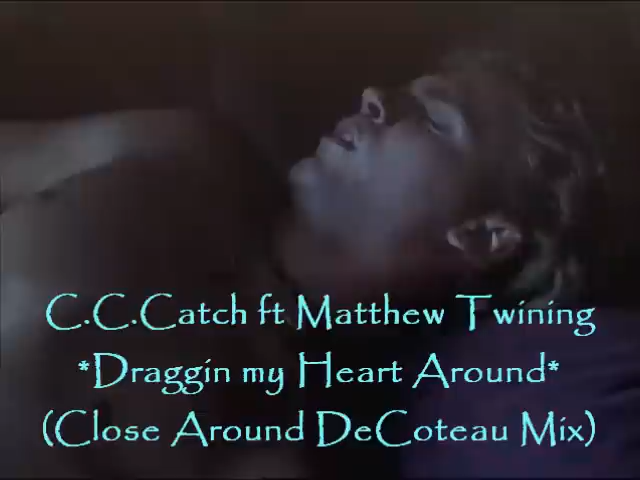 C.C.Catch ft Matthew Twining
*Draggin my Heart Around*
(Close Around DeCoteau Mix)